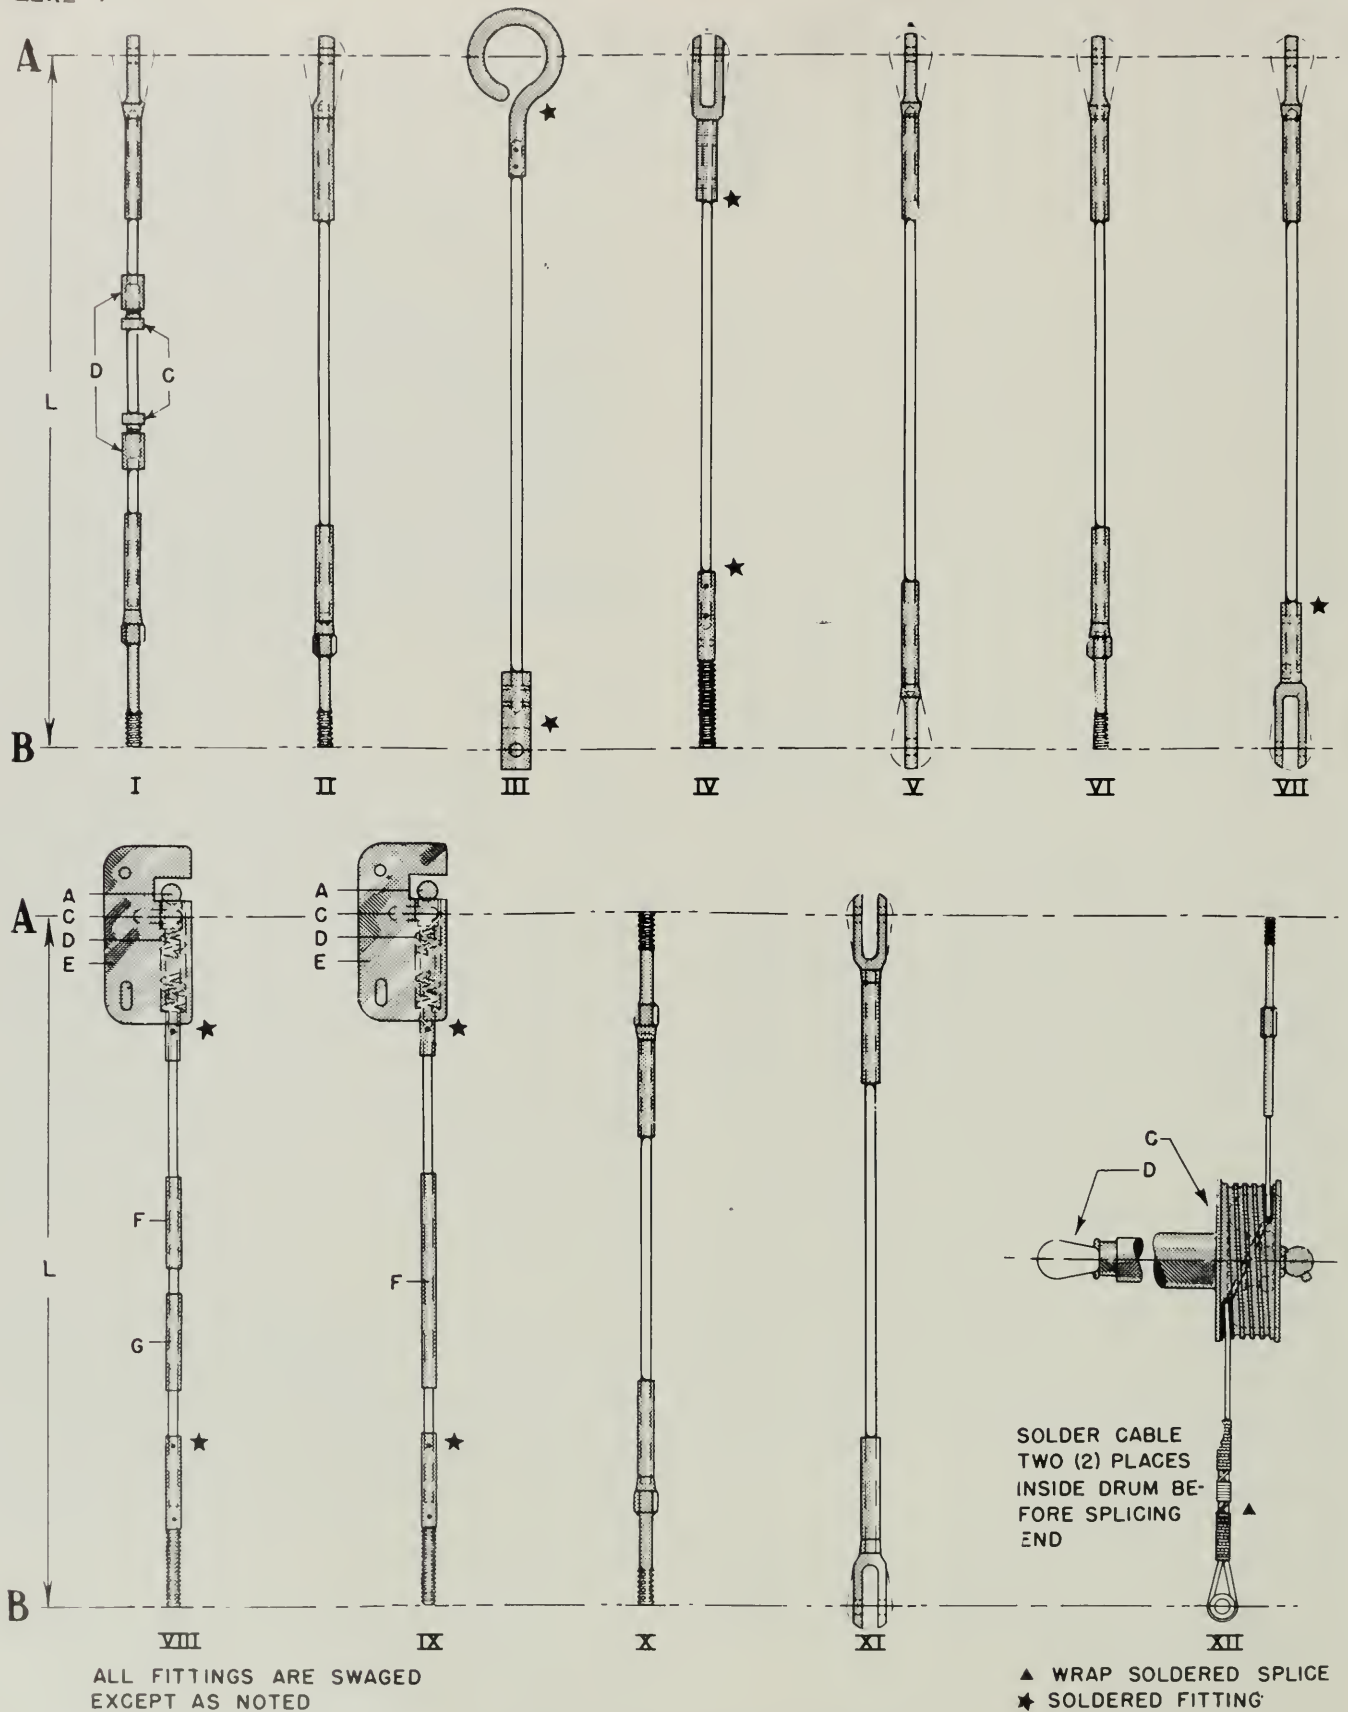 A
D
C
L
B
I
II
III
IV
V
VI
VII
A
A
C
D
E
A
C
D
E
F
G
F
L
C
D
SOLDER CABLE
TWO (2) PLACES
INSIDE DRUM BE-
FORE SPLICING
END
B
VIII
IX
X
XI
XII
ALL FITTINGS ARE SWAGED
EXCEPT AS NOTED
▲ WRAP SOLDERED SPLICE
★ SOLDERED FITTING